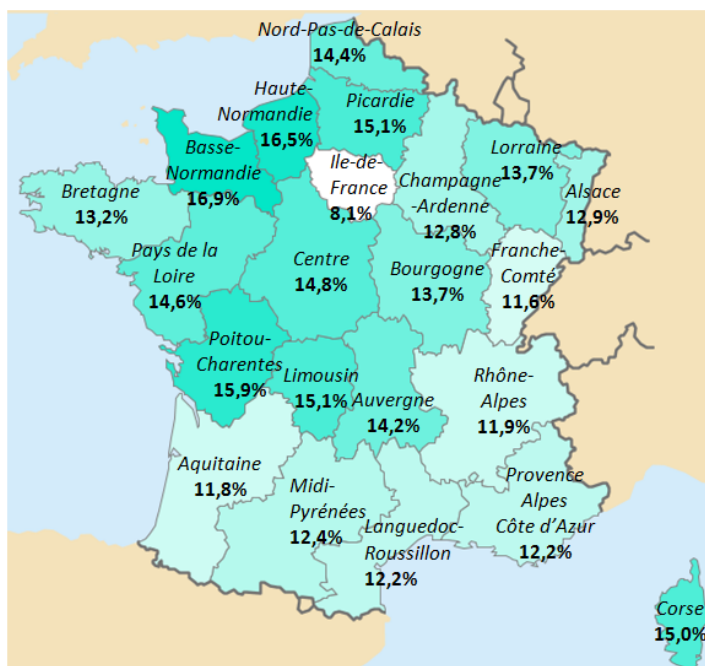 Nord-Pas-de-Calais
14,4%
Haute-
Normandie
16,5%
Picardie
15,1%
Basse-
Normandie
16,9%
Ile-de-
France
8,1%
Champagne
-Ardenne
12,8%
Lorraine
13,7%
Alsace
12,9%
Bretagne
13,2%
Pays de la
Loire
14,6%
Centre
14,8%
Bourgogne
13,7%
Franche-
Comté
11,6%
Poitou-
Charentes
15,9%
Limousin
15,1%
Auvergne
14,2%
Rhône-
Alpes
11,9%
Aquitaine
11,8%
Midi-
Pyrénées
12,4%
Languedoc-
Roussillon
12,2%
Provence
Alpes
Côte d’Azur
12,2%
Corse
15,0%